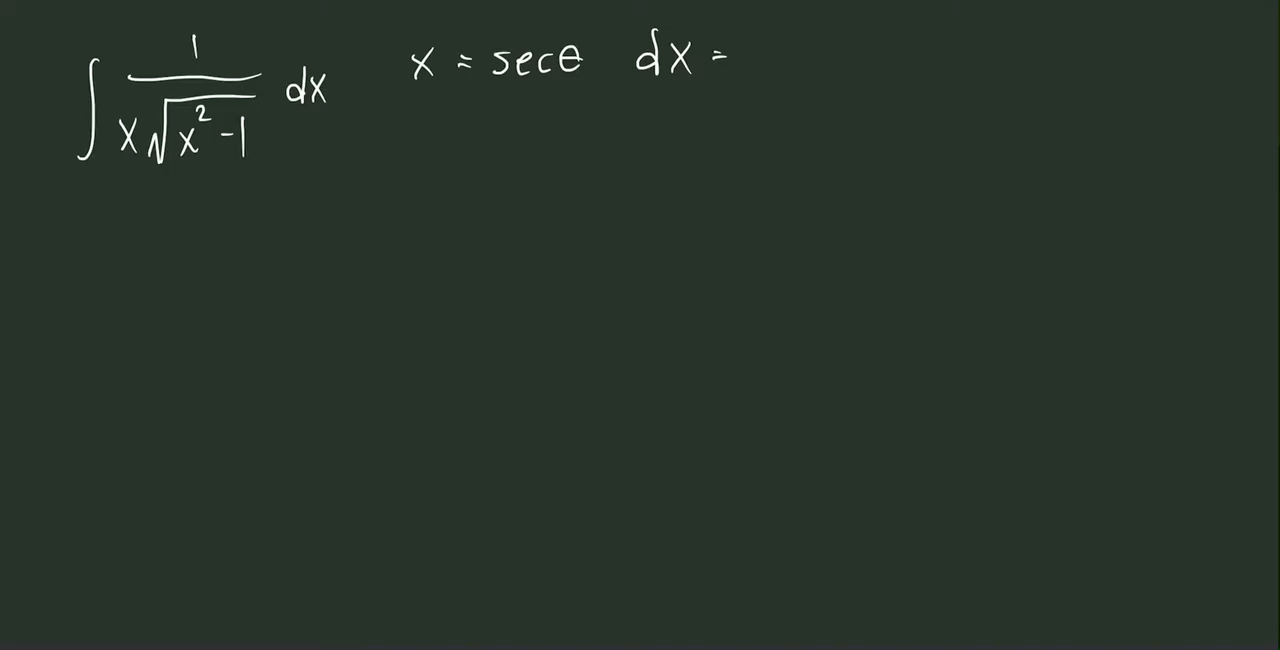 ∫ 1/(x√(x² -1)) dx    x = secθ    dx =